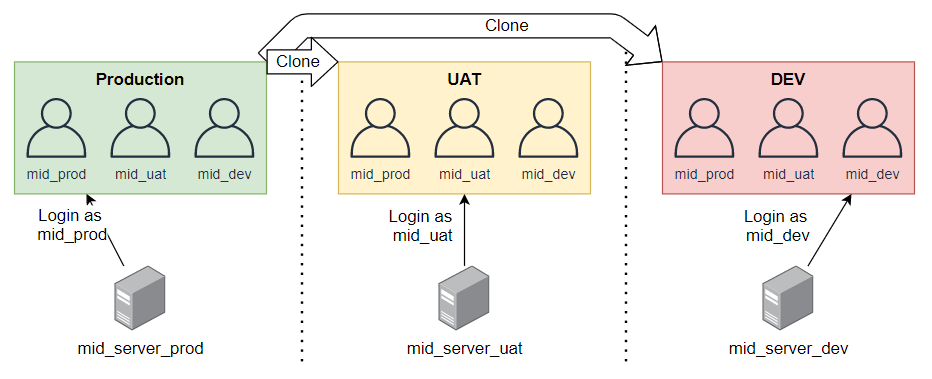 Clone
Clone
Production
UAT
DEV
mid_prod
mid_uat
mid_dev
mid_prod
mid_uat
mid_dev
mid_prod
mid_uat
mid_dev
Login as
mid_prod
Login as
mid_uat
Login as
mid_dev
mid_server_prod
mid_server_uat
mid_server_dev